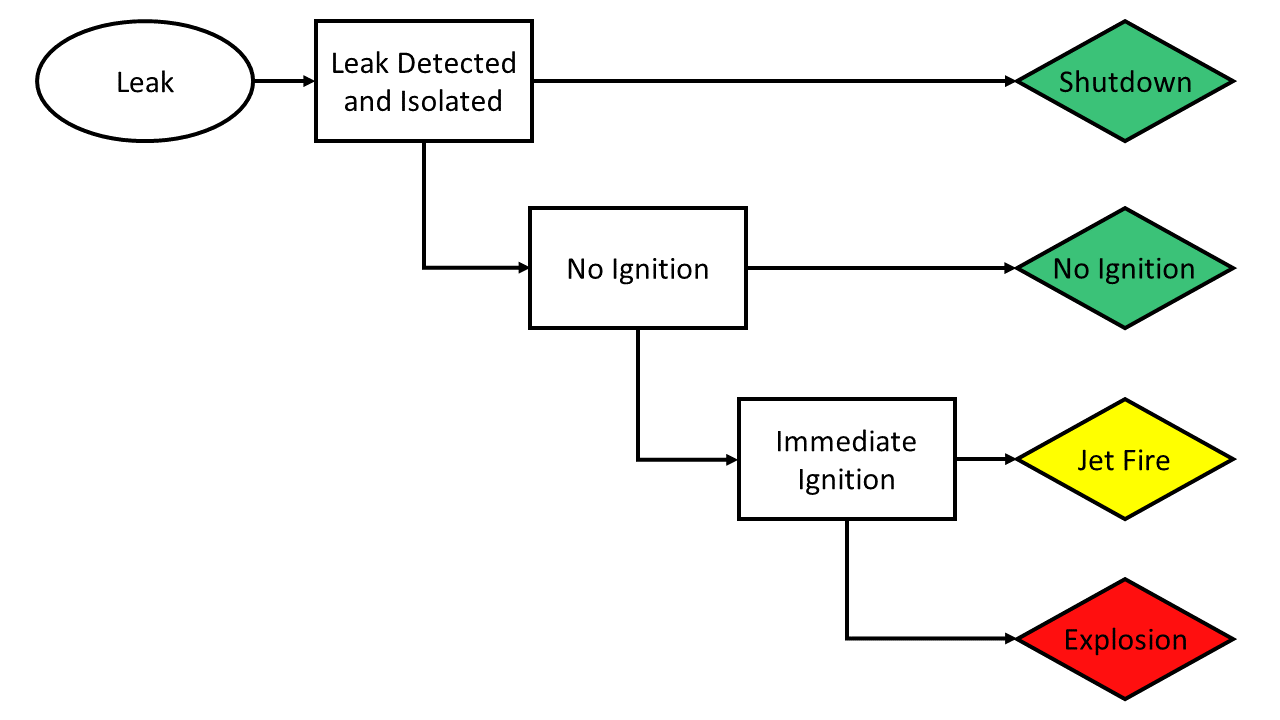 Leak
Leak Detected
and Isolated
Shutdown
No Ignition
No Ignition
Immediate
Ignition
Jet Fire
Explosion